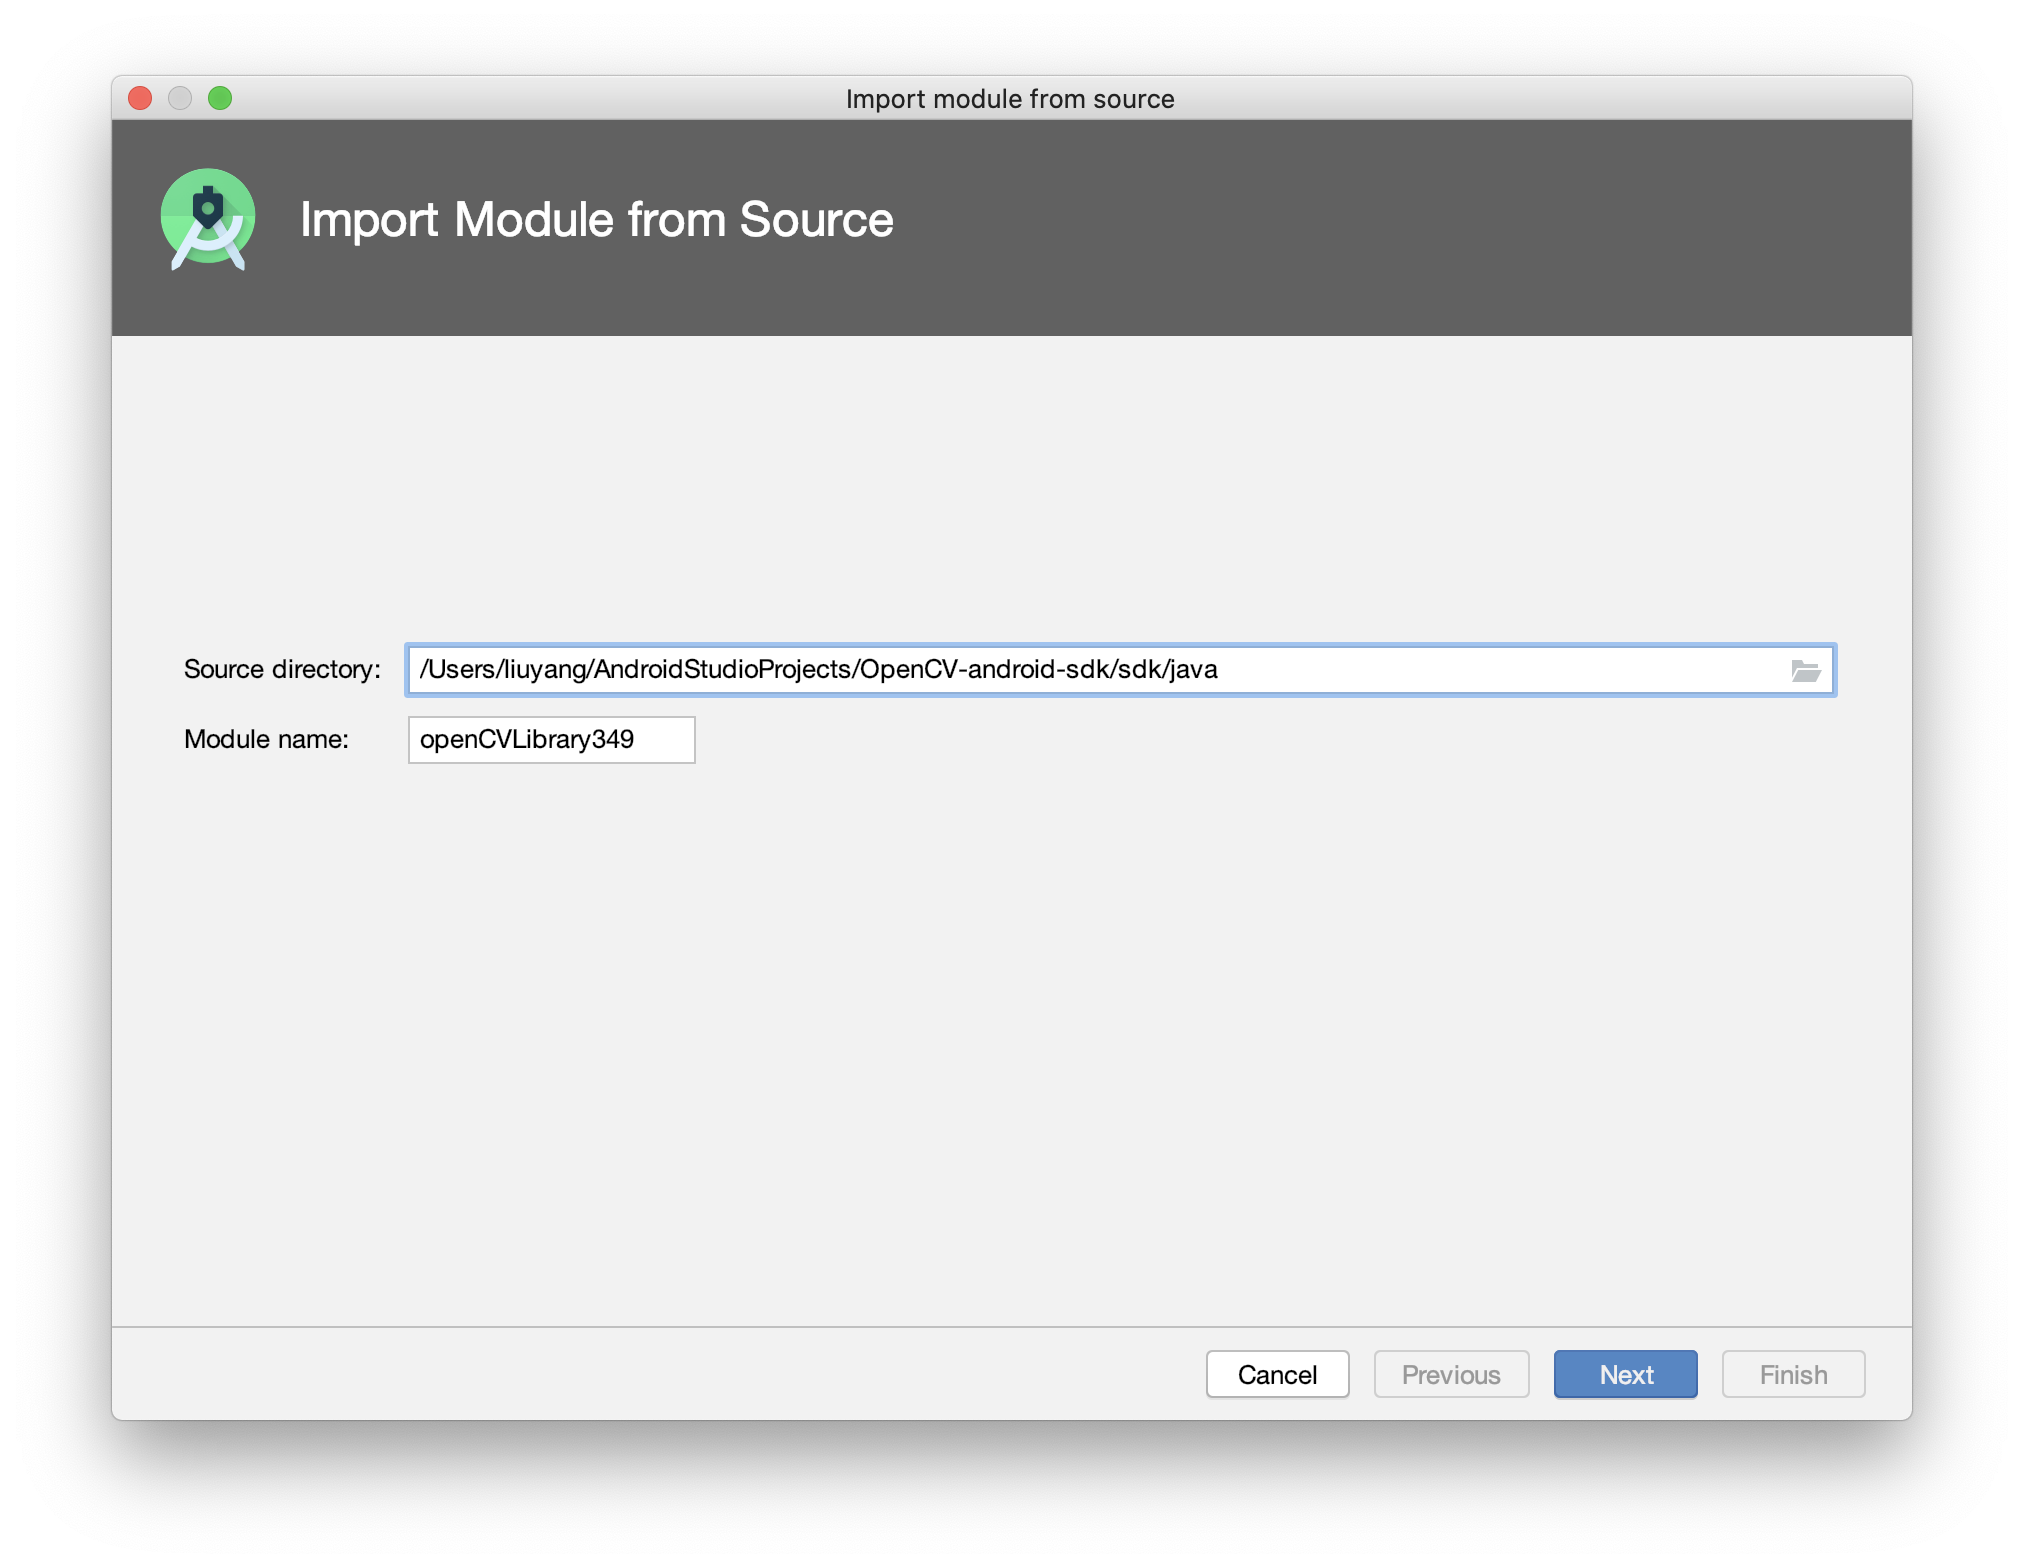 Import module from source
Import Module from Source
Source directory: /Users/liuyang/AndroidStudioProjects/OpenCV-android-sdk/sdk/java
Module name: openCVLibrary349
Cancel Previous Next Finish